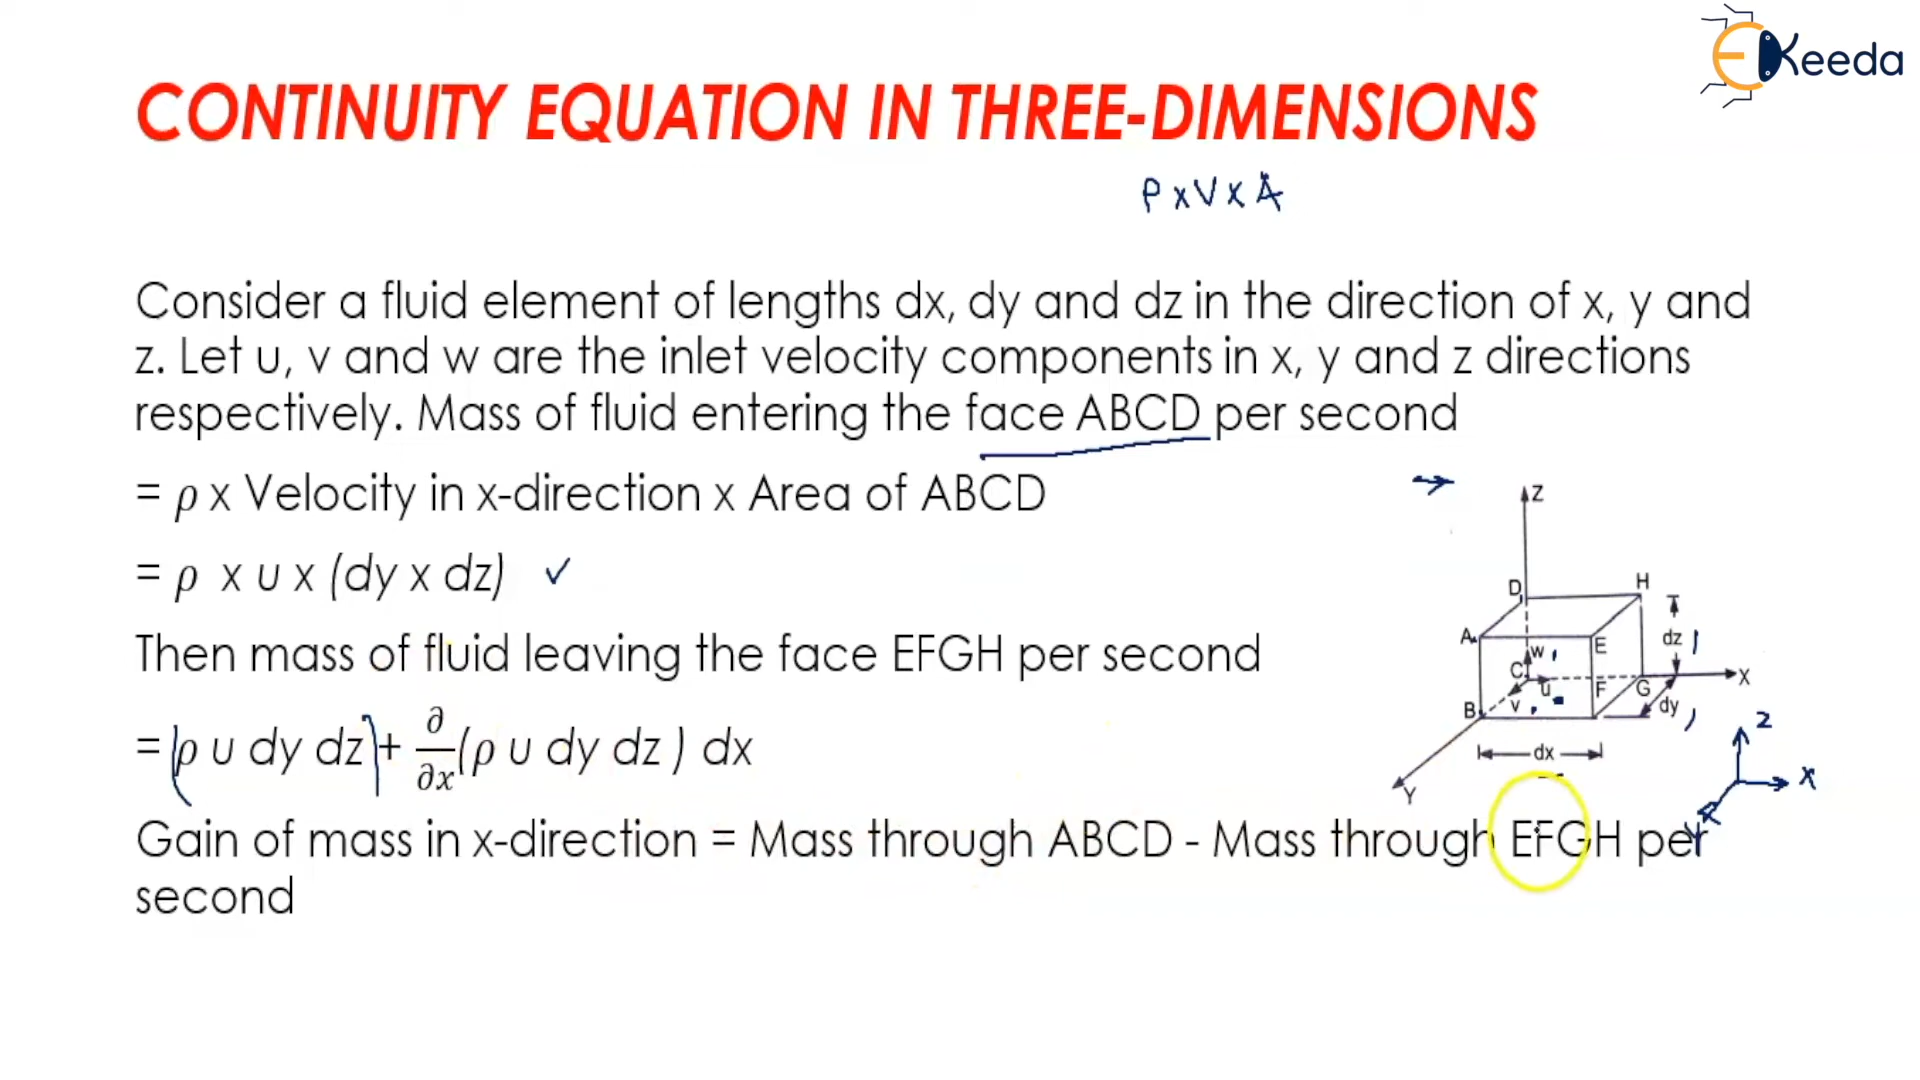 EKeeda
CONTINUITY EQUATION IN THREE-DIMENSIONS
ρ x V x A
Consider a fluid element of lengths dx, dy and dz in the direction of x, y and
z. Let u, v and w are the inlet velocity components in x, y and z directions
respectively. Mass of fluid entering the face ABCD per second
= ρ x Velocity in x-direction x Area of ABCD
= ρ x u x (dy x dz) ✓
Then mass of fluid leaving the face EFGH per second
= (ρ u dy dz) + ∂/∂x (ρ u dy dz ) dx
Gain of mass in x-direction = Mass through ABCD - Mass through EFGH per
second
Z
D
H
A
E
dz
W
C
u
F
G
X
B
v
dy
dx
Y
z
x
y